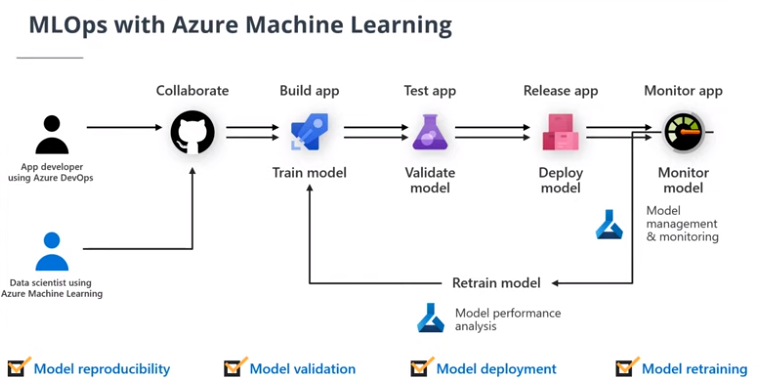 MLOps with Azure Machine Learning
Collaborate
Build app
Test app
Release app
Monitor app
App developer
using Azure DevOps
Train model
Validate
model
Deploy
model
Monitor
model
Model
management
& monitoring
Data scientist using
Azure Machine Learning
Retrain model
Model performance
analysis
Model reproducibility
Model validation
Model deployment
Model retraining